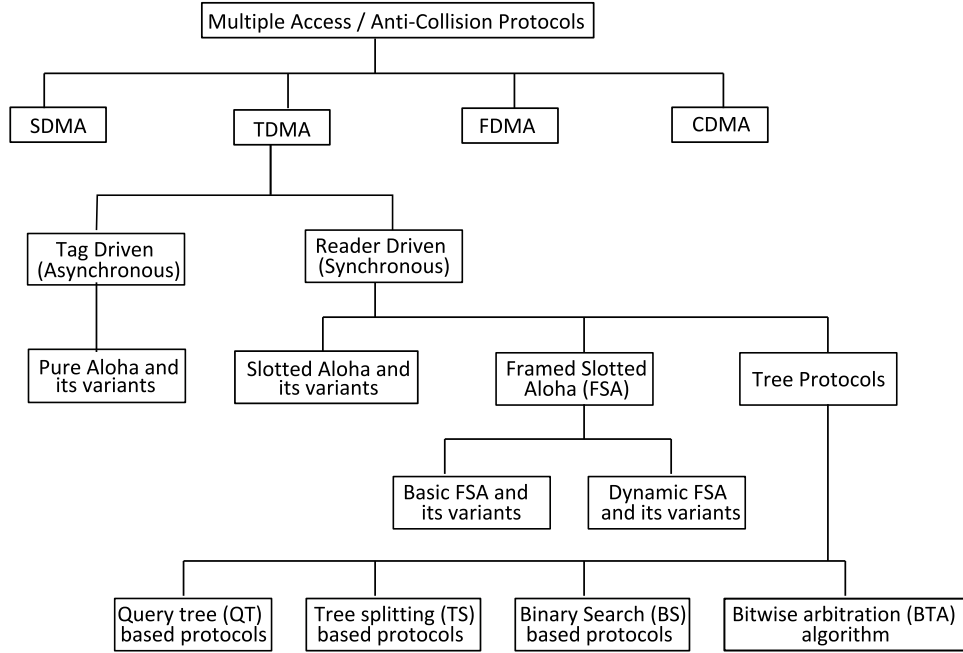 Multiple Access / Anti-Collision Protocols
SDMA
TDMA
FDMA
CDMA
Tag Driven
(Asynchronous)
Reader Driven
(Synchronous)
Pure Aloha and
its variants
Slotted Aloha and
its variants
Framed Slotted
Aloha (FSA)
Tree Protocols
Basic FSA and
its variants
Dynamic FSA
and its variants
Query tree (QT)
based protocols
Tree splitting (TS)
based protocols
Binary Search (BS)
based protocols
Bitwise arbitration (BTA)
algorithm